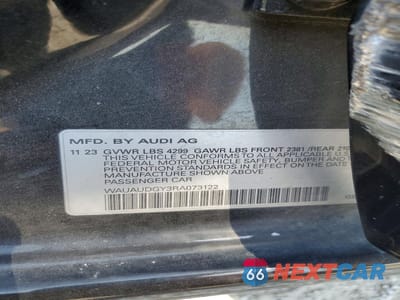 MFD. BY AUDI AG
11 23 GVWR LBS 4299 GAWR LBS FRONT 2381 /REAR
THIS VEHICLE CONFORMS TO ALL APPLICABLE U.S.
FEDERAL MOTOR VEHICLE SAFETY, BUMPER AND
PREVENTION STANDARDS IN EFFECT ON THE DATE OF
MANUFACTURE SHOWN ABOVE
PASSENGER CAR
WAUAUDGY3RA073122
66 NEXTCAR